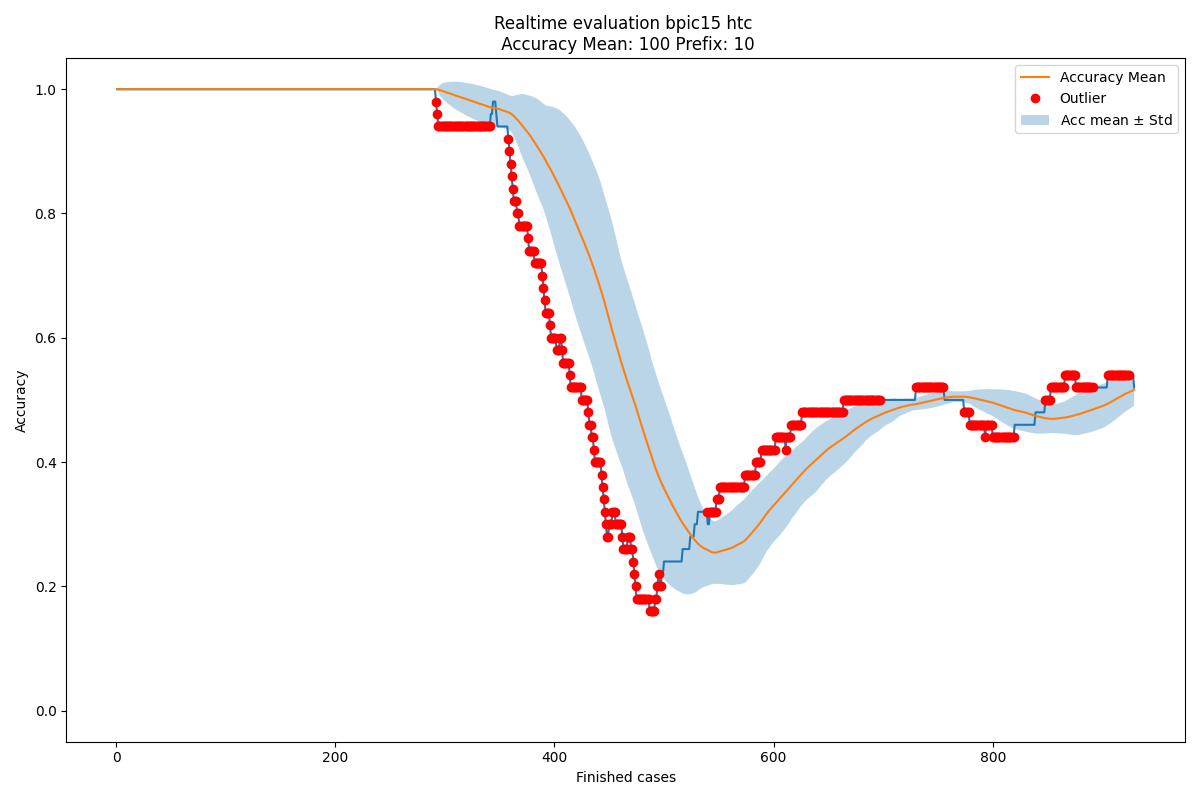 Realtime evaluation bpic15 htc
Accuracy Mean: 100 Prefix: 10
Accuracy Mean
Outlier
Acc mean ± Std
1.0
0.8
0.6
0.4
0.2
0.0
Accuracy
0 200 400 600 800
Finished cases